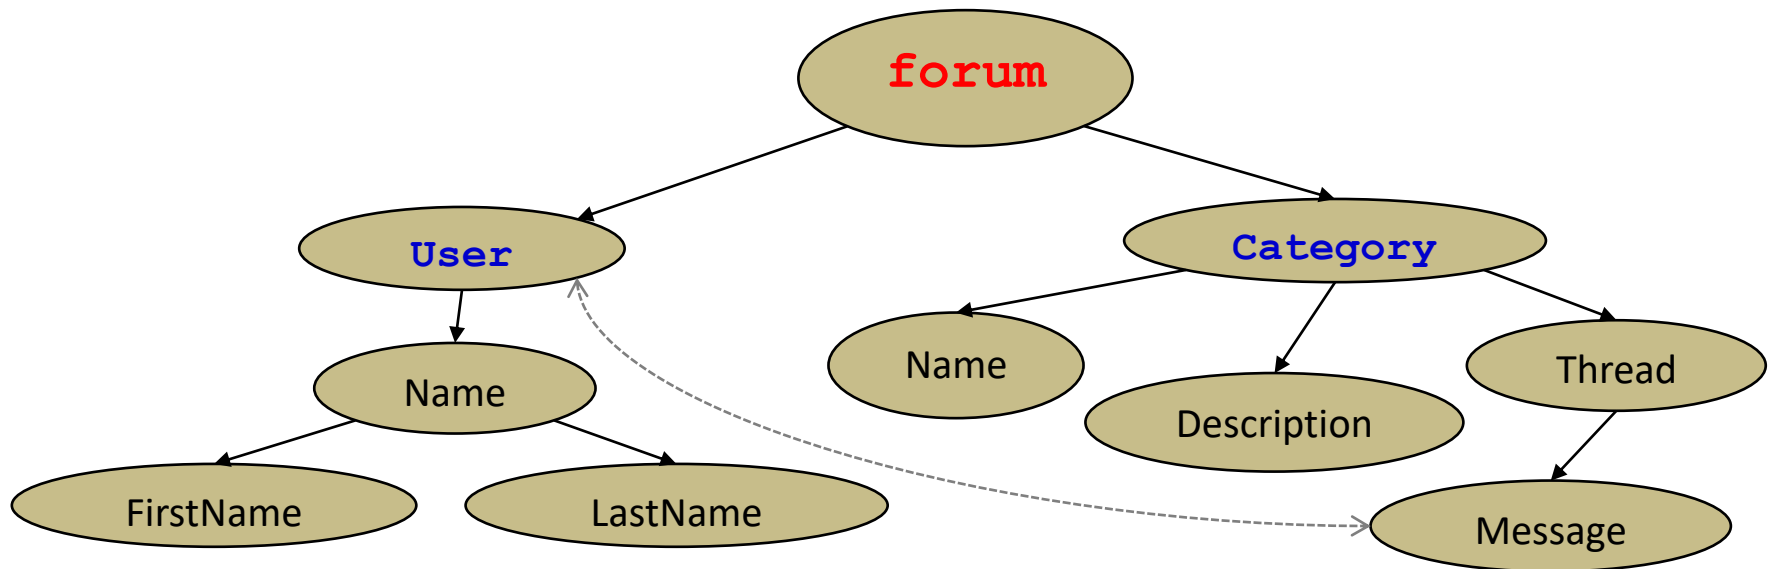 forum
User
Category
Name
Name
Description
Thread
FirstName
LastName
Message